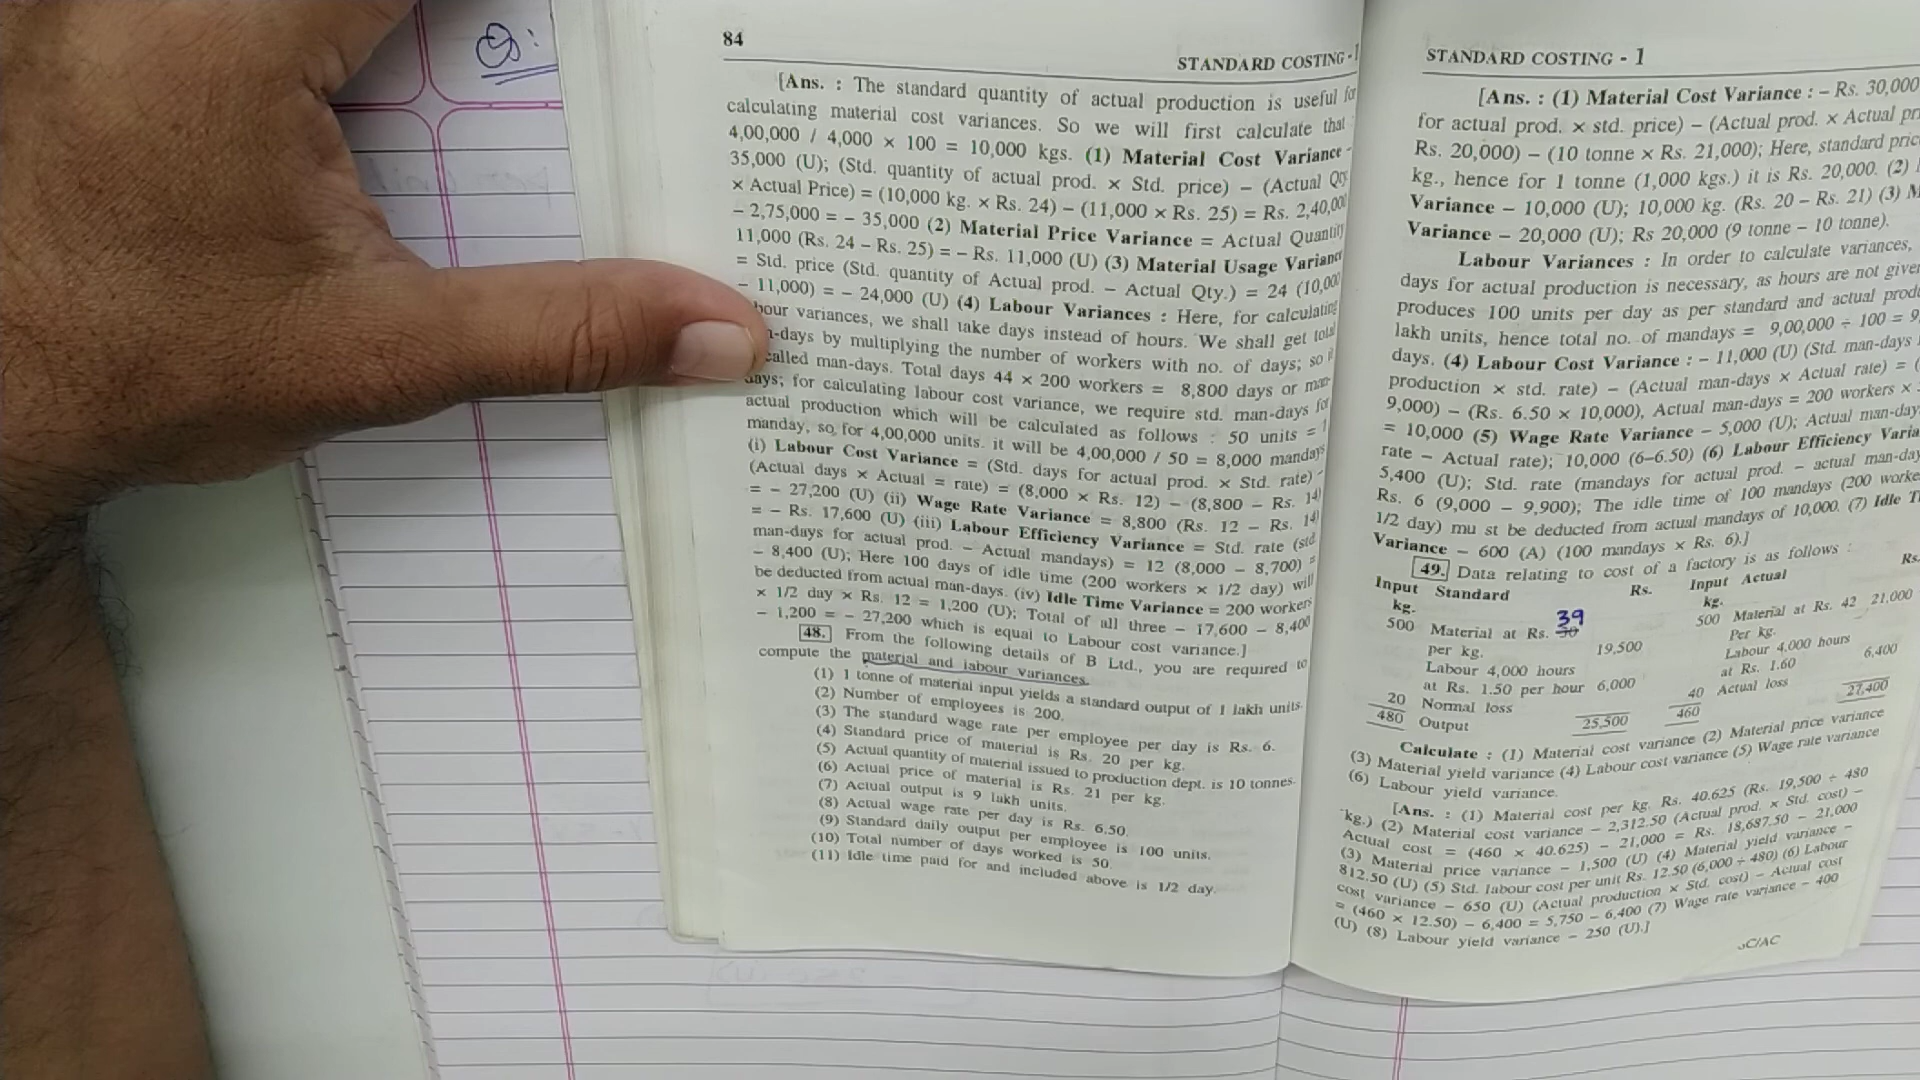 Q:
84
STANDARD COSTING - 1
[Ans. : The standard quantity of actual production is useful for
calculating material cost variances. So we will first calculate that
4,00,000 / 4,000 × 100 = 10,000 kgs. (1) Material Cost Variance -
35,000 (U); (Std. quantity of actual prod. × Std. price) – (Actual Qty.
× Actual Price) = (10,000 kg. × Rs. 24) – (11,000 × Rs. 25) = Rs. 2,40,000
– 2,75,000 = – 35,000 (2) Material Price Variance = Actual Quantity
11,000 (Rs. 24 – Rs. 25) = – Rs. 11,000 (U) (3) Material Usage Variance
= Std. price (Std. quantity of Actual prod. – Actual Qty.) = 24 (10,000
– 11,000) = – 24,000 (U) (4) Labour Variances : Here, for calculating
bour variances, we shall take days instead of hours. We shall get total
n-days by multiplying the number of workers with no. of days; so it
called man-days. Total days 44 × 200 workers = 8,800 days or man-
days; for calculating labour cost variance, we require std. man-days for
actual production which will be calculated as follows : 50 units = 1
manday, so, for 4,00,000 units. it will be 4,00,000 / 50 = 8,000 mandays
(i) Labour Cost Variance = (Std. days for actual prod. × Std. rate) –
(Actual days × Actual = rate) = (8,000 × Rs. 12) – (8,800 – Rs. 14)
= – 27,200 (U) (ii) Wage Rate Variance = 8,800 (Rs. 12 – Rs. 14)
= – Rs. 17,600 (U) (iii) Labour Efficiency Variance = Std. rate (std.
man-days for actual prod. – Actual mandays) = 12 (8,000 – 8,700) =
– 8,400 (U); Here 100 days of idle time (200 workers × 1/2 day) will
be deducted from actual man-days. (iv) Idle Time Variance = 200 workers
× 1/2 day × Rs. 12 = 1,200 (U); Total of all three – 17,600 – 8,400
– 1,200 = – 27,200 which is equal to Labour cost variance.]
48. From the following details of B Ltd., you are required to
compute the material and labour variances.
(1) 1 tonne of material input yields a standard output of 1 lakh units.
(2) Number of employees is 200.
(3) The standard wage rate per employee per day is Rs. 6.
(4) Standard price of material is Rs. 20 per kg.
(5) Actual quantity of material issued to production dept. is 10 tonnes.
(6) Actual price of material is Rs. 21 per kg.
(7) Actual output is 9 lakh units.
(8) Actual wage rate per day is Rs. 6.50.
(9) Standard daily output per employee is 100 units.
(10) Total number of days worked is 50.
(11) Idle time paid for and included above is 1/2 day.
STANDARD COSTING - 1
[Ans. : (1) Material Cost Variance : – Rs. 30,000
for actual prod. × std. price) – (Actual prod. × Actual pri
Rs. 20,000) – (10 tonne × Rs. 21,000); Here, standard price
kg., hence for 1 tonne (1,000 kgs.) it is Rs. 20,000. (2)
Variance – 10,000 (U); 10,000 kg. (Rs. 20 – Rs. 21) (3) M
Variance – 20,000 (U); Rs 20,000 (9 tonne – 10 tonne).
Labour Variances : In order to calculate variances,
days for actual production is necessary, as hours are not given
produces 100 units per day as per standard and actual produ
lakh units, hence total no. of mandays = 9,00,000 ÷ 100 = 9,
days. (4) Labour Cost Variance : – 11,000 (U) (Std. man-days
production × std. rate) – (Actual man-days × Actual rate) = (
9,000) – (Rs. 6.50 × 10,000), Actual man-days = 200 workers ×
= 10,000 (5) Wage Rate Variance – 5,000 (U); Actual man-day
rate – Actual rate); 10,000 (6–6.50) (6) Labour Efficiency Varia
5,400 (U); Std. rate (mandays for actual prod. – actual man-day
Rs. 6 (9,000 – 9,900); The idle time of 100 mandays (200 worke
1/2 day) mu st be deducted from actual mandays of 10,000. (7) Idle Ti
Variance – 600 (A) (100 mandays × Rs. 6).]
49. Data relating to cost of a factory is as follows :
Input Standard Rs. Input Actual Rs.
kg. kg.
500 Material at Rs. 30 39 500 Material at Rs. 42 21,000
per kg. 19,500 Per kg.
Labour 4,000 hours Labour 4,000 hours
at Rs. 1.50 per hour 6,000 at Rs. 1.60 6,400
20 Normal loss 40 Actual loss
480 Output 25,500 460 27,400
Calculate : (1) Material cost variance (2) Material price variance
(3) Material yield variance (4) Labour cost variance (5) Wage rate variance
(6) Labour yield variance.
[Ans. : (1) Material cost per kg. Rs. 40.625 (Rs. 19,500 ÷ 480
kg.) (2) Material cost variance – 2,312.50 (Actual prod. × Std. cost) –
Actual cost = (460 × 40.625) – 21,000 = Rs. 18,687.50 – 21,000
(3) Material price variance – 1,500 (U) (4) Material yield variance –
812.50 (U) (5) Std. labour cost per unit Rs. 12.50 (6,000 ÷ 480) (6) Labour
cost variance – 650 (U) (Actual production × Std. cost) – Actual cost
= (460 × 12.50) – 6,400 = 5,750 – 6,400 (7) Wage rate variance – 400
(U) (8) Labour yield variance – 250 (U).]
C/AC